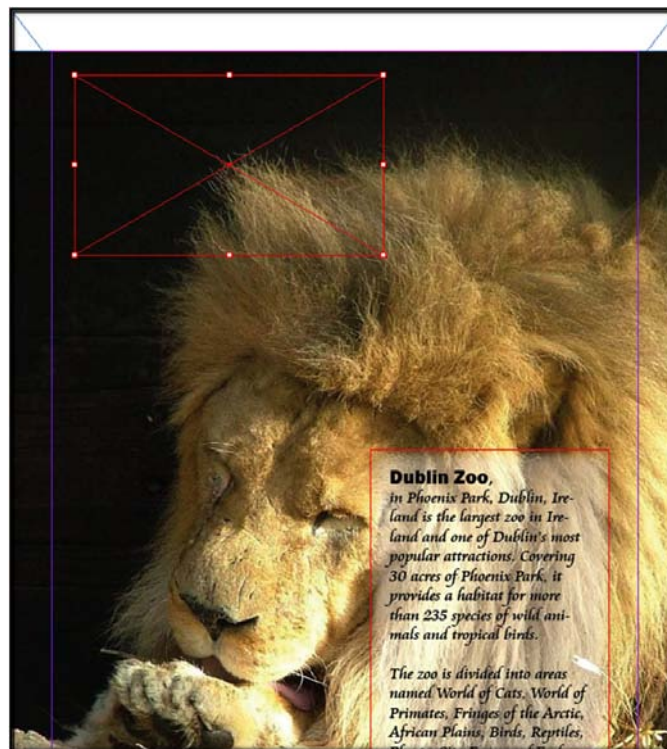 Dublin Zoo,
in Phoenix Park, Dublin, Ire-
land is the largest zoo in Ire-
land and one of Dublin's most
popular attractions. Covering
30 acres of Phoenix Park, it
provides a habitat for more
than 235 species of wild ani-
mals and tropical birds.
The zoo is divided into areas
named World of Cats, World of
Primates, Fringes of the Arctic,
African Plains, Birds, Reptiles,